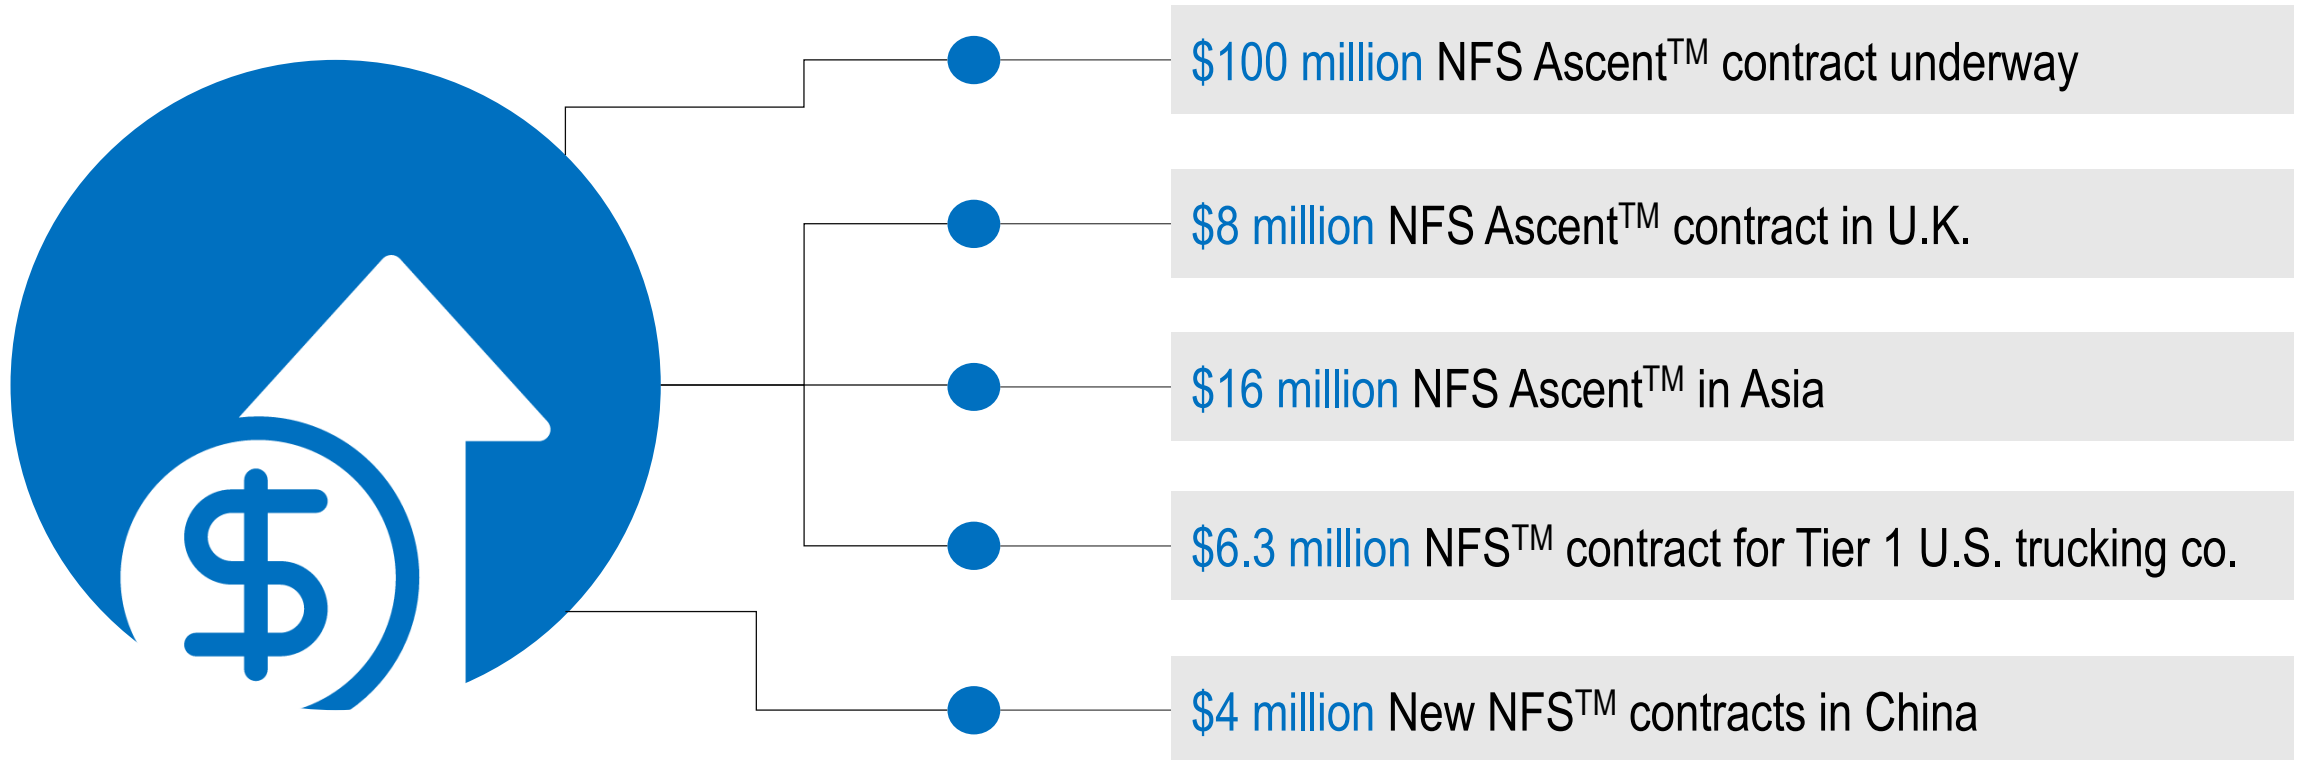 $100 million NFS Ascent™ contract underway
$8 million NFS Ascent™ contract in U.K.
$16 million NFS Ascent™ in Asia
$6.3 million NFS™ contract for Tier 1 U.S. trucking co.
$4 million New NFS™ contracts in China
$